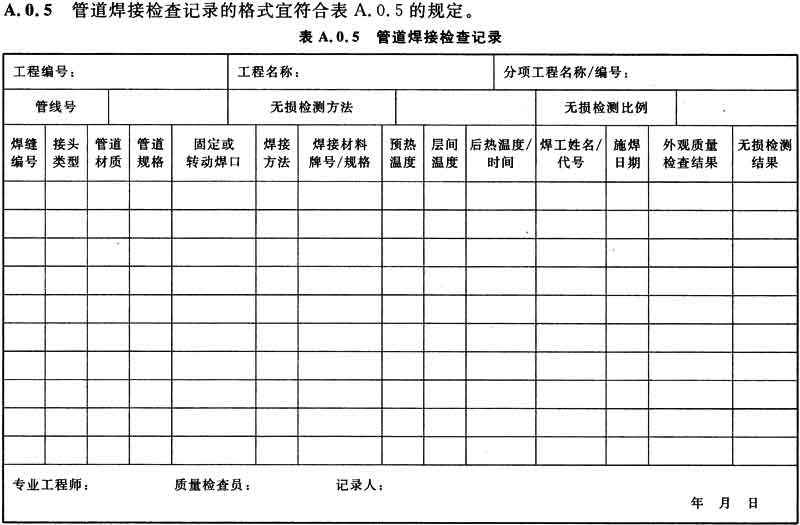 A.0.5 管道焊接检查记录的格式宜符合表 A.0.5 的规定。
表 A.0.5 管道焊接检查记录
工程编号: 工程名称: 分项工程名称/编号:
管线号 无损检测方法 无损检测比例
焊缝 接头 管道 管道 固定或 焊接 焊接材料 预热 层间 后热温度/ 焊工姓名/ 施焊 外观质量 无损检测
编号 类型 材质 规格 转动焊口 方法 牌号/规格 温度 温度 时间 代号 日期 检查结果 结果
专业工程师: 质量检查员: 记录人:
年 月 日